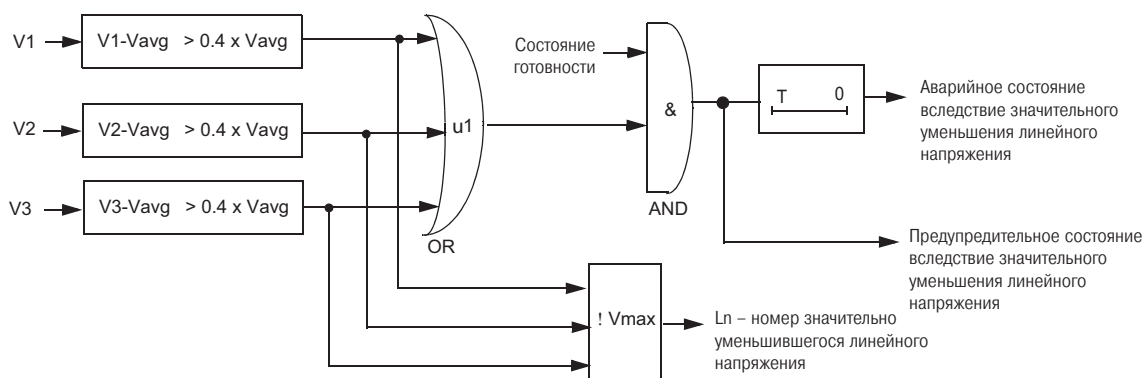 V1
V1-Vavg > 0.4 x Vavg
V2
V2-Vavg > 0.4 x Vavg
V3
V3-Vavg > 0.4 x Vavg
u1
OR
Состояние
готовности
&
AND
T 0
Аварийное состояние
вследствие значительного
уменьшения линейного
напряжения
Предупредительное состояние
вследствие значительного
уменьшения линейного
напряжения
! Vmax
Ln – номер значительно
уменьшившегося линейного
напряжения